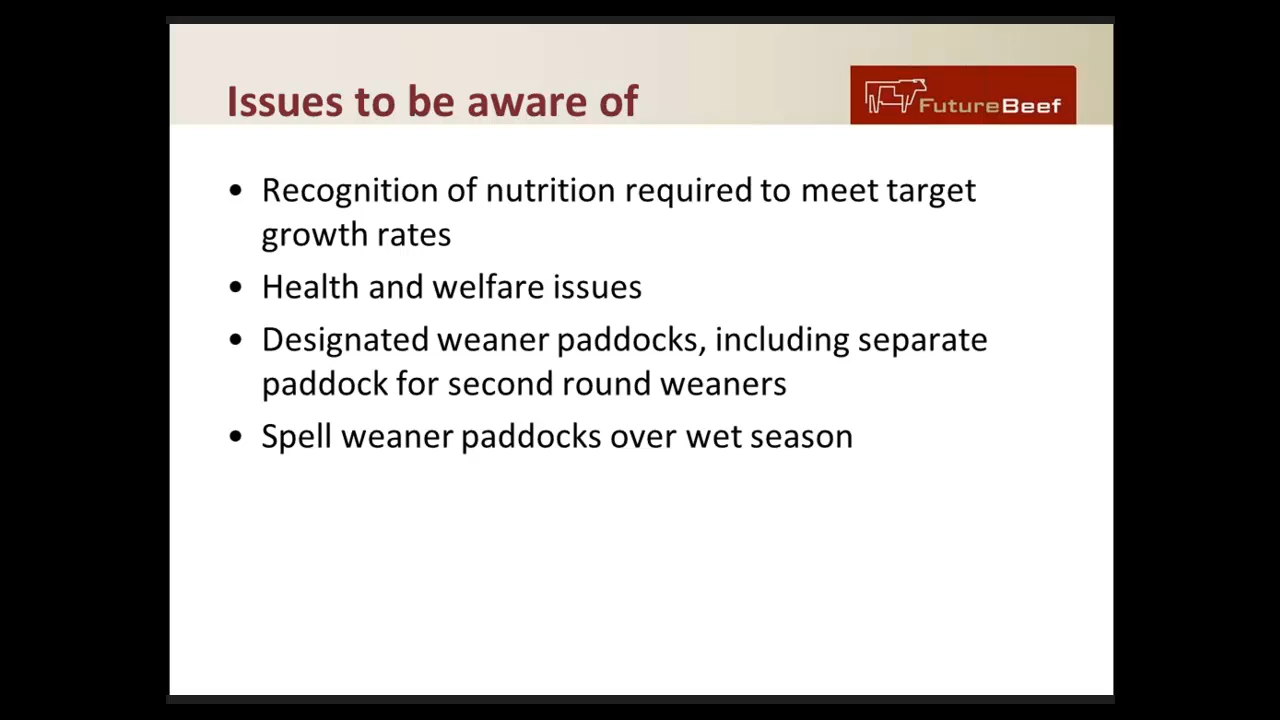 Issues to be aware of
FutureBeef
• Recognition of nutrition required to meet target
growth rates
• Health and welfare issues
• Designated weaner paddocks, including separate
paddock for second round weaners
• Spell weaner paddocks over wet season